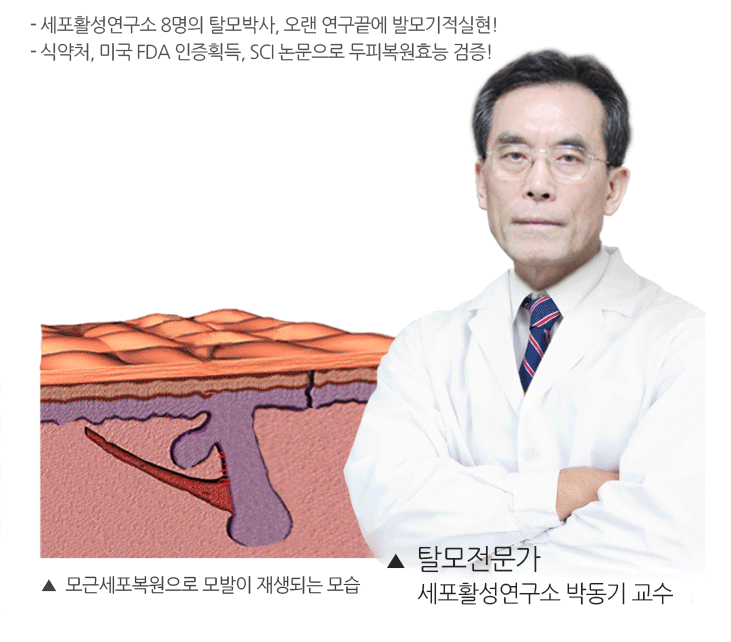 - 세포활성연구소 8명의 탈모박사, 오랜 연구끝에 발모기적실현!
- 식약처, 미국 FDA 인증획득, SCI 논문으로 두피복원효능 검증!
▲ 모근세포복원으로 모발이 재생되는 모습
▲ 탈모전문가
세포활성연구소 박동기 교수